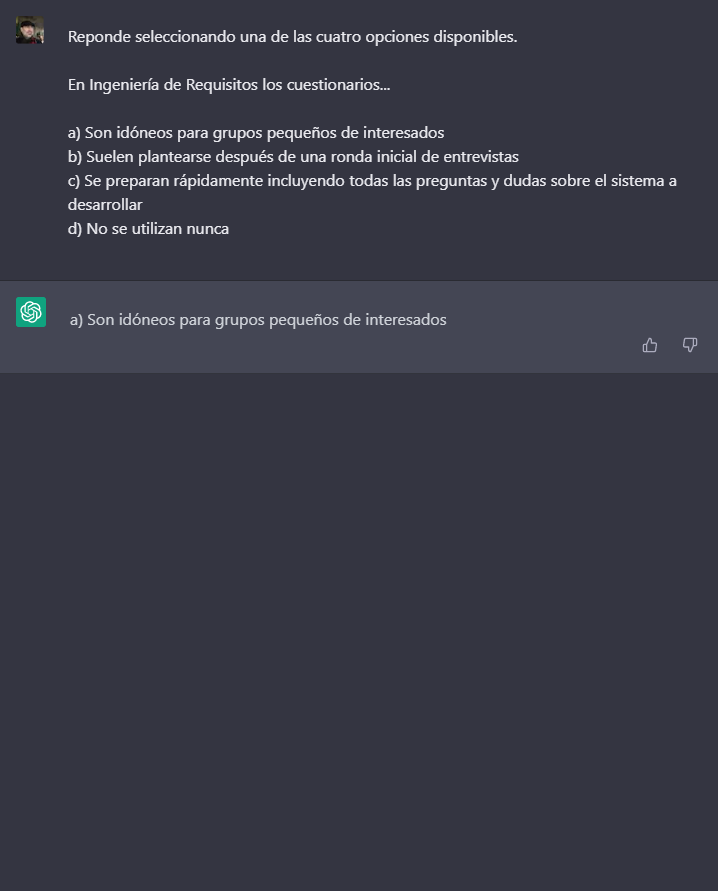 Reponde seleccionando una de las cuatro opciones disponibles.
En Ingeniería de Requisitos los cuestionarios...
a) Son idóneos para grupos pequeños de interesados
b) Suelen plantearse después de una ronda inicial de entrevistas
c) Se preparan rápidamente incluyendo todas las preguntas y dudas sobre el sistema a
desarrollar
d) No se utilizan nunca
a) Son idóneos para grupos pequeños de interesados